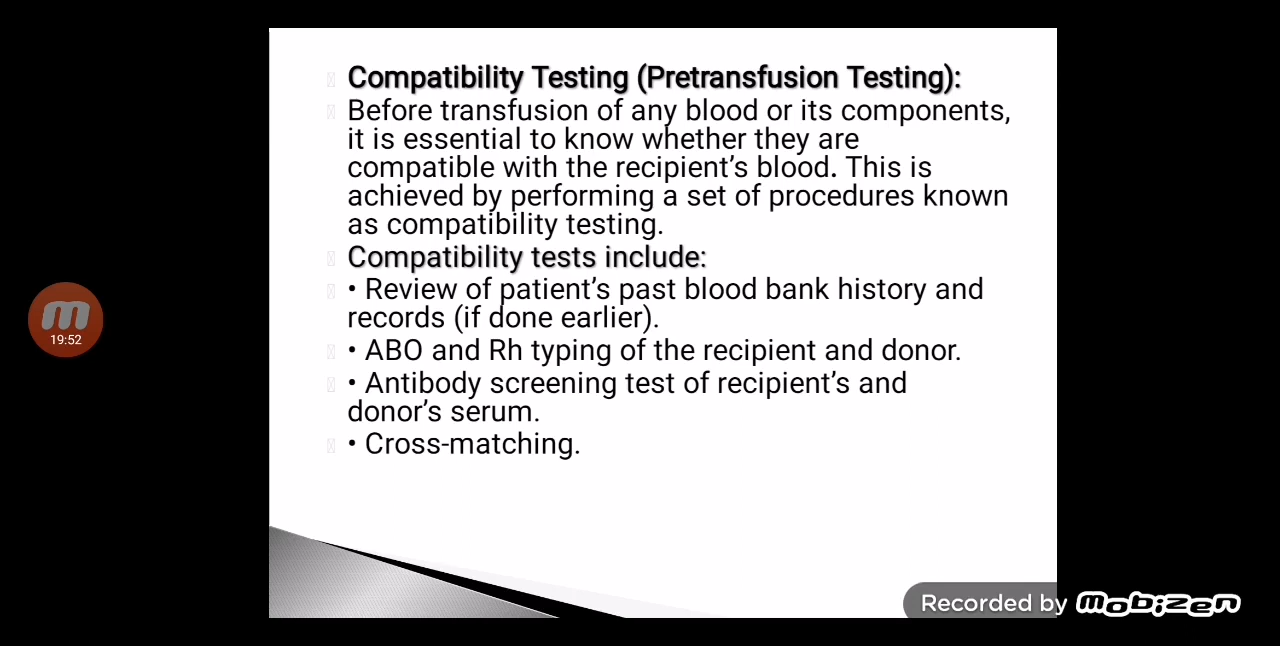 Compatibility Testing (Pretransfusion Testing):
Before transfusion of any blood or its components,
it is essential to know whether they are
compatible with the recipient’s blood. This is
achieved by performing a set of procedures known
as compatibility testing.
Compatibility tests include:
• Review of patient’s past blood bank history and
records (if done earlier).
• ABO and Rh typing of the recipient and donor.
• Antibody screening test of recipient’s and
donor’s serum.
• Cross-matching.
m
19:52
Recorded by mobizen